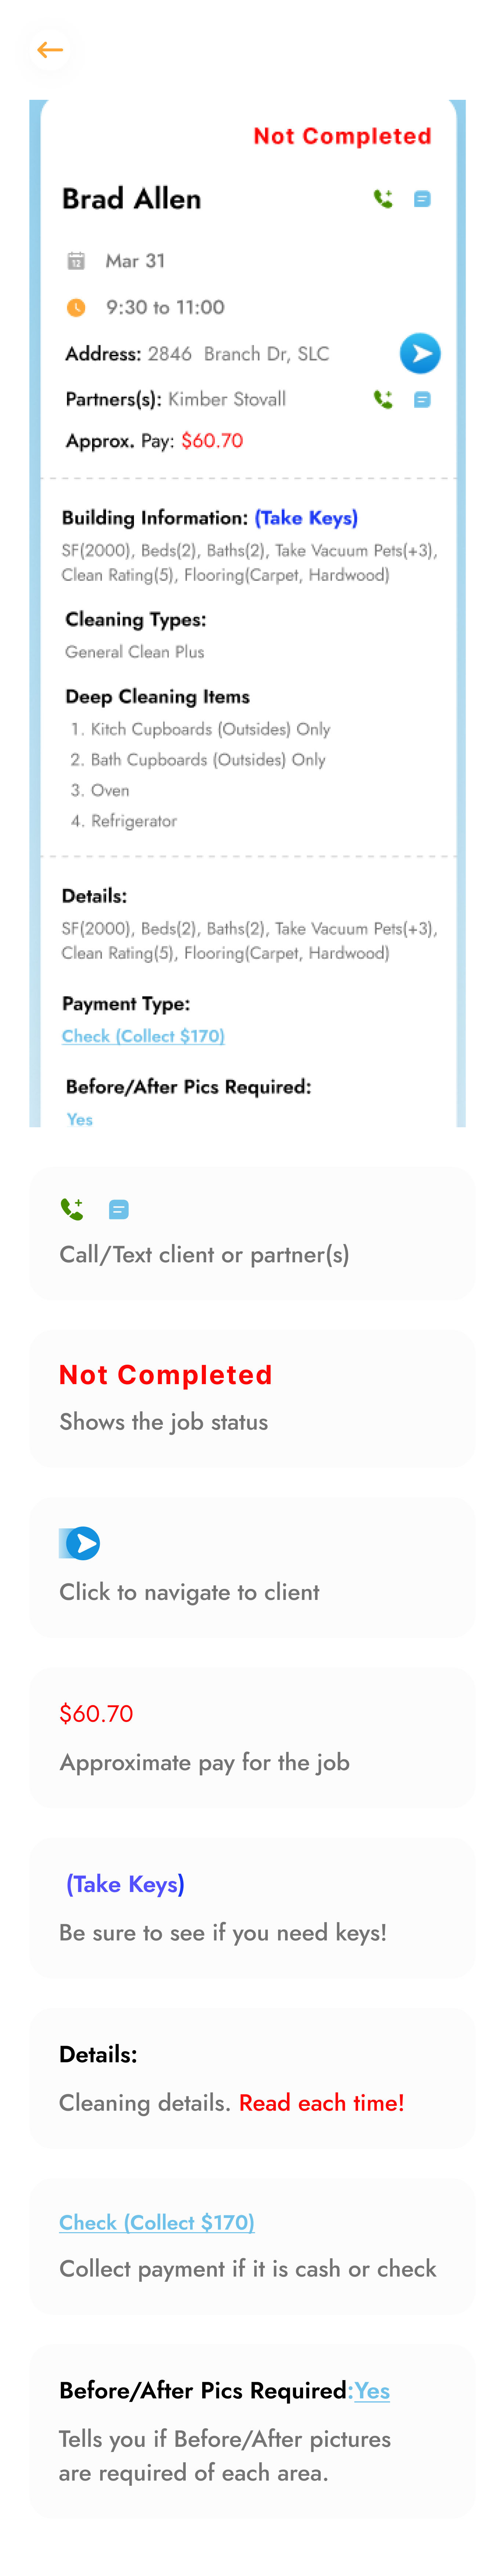 Not Completed
Brad Allen
12
Mar 31
9:30 to 11:00
Address: 2846 Branch Dr, SLC
Partners(s): Kimber Stovall
Approx. Pay: $60.70
Building Information: (Take Keys)
SF(2000), Beds(2), Baths(2), Take Vacuum Pets(+3),
Clean Rating(5), Flooring(Carpet, Hardwood)
Cleaning Types:
General Clean Plus
Deep Cleaning Items
1. Kitch Cupboards (Outsides) Only
2. Bath Cupboards (Outsides) Only
3. Oven
4. Refrigerator
Details:
SF(2000), Beds(2), Baths(2), Take Vacuum Pets(+3),
Clean Rating(5), Flooring(Carpet, Hardwood)
Payment Type:
Check (Collect $170)
Before/After Pics Required:
Yes
Call/Text client or partner(s)
Not Completed
Shows the job status
Click to navigate to client
$60.70
Approximate pay for the job
(Take Keys)
Be sure to see if you need keys!
Details:
Cleaning details. Read each time!
Check (Collect $170)
Collect payment if it is cash or check
Before/After Pics Required:Yes
Tells you if Before/After pictures
are required of each area.